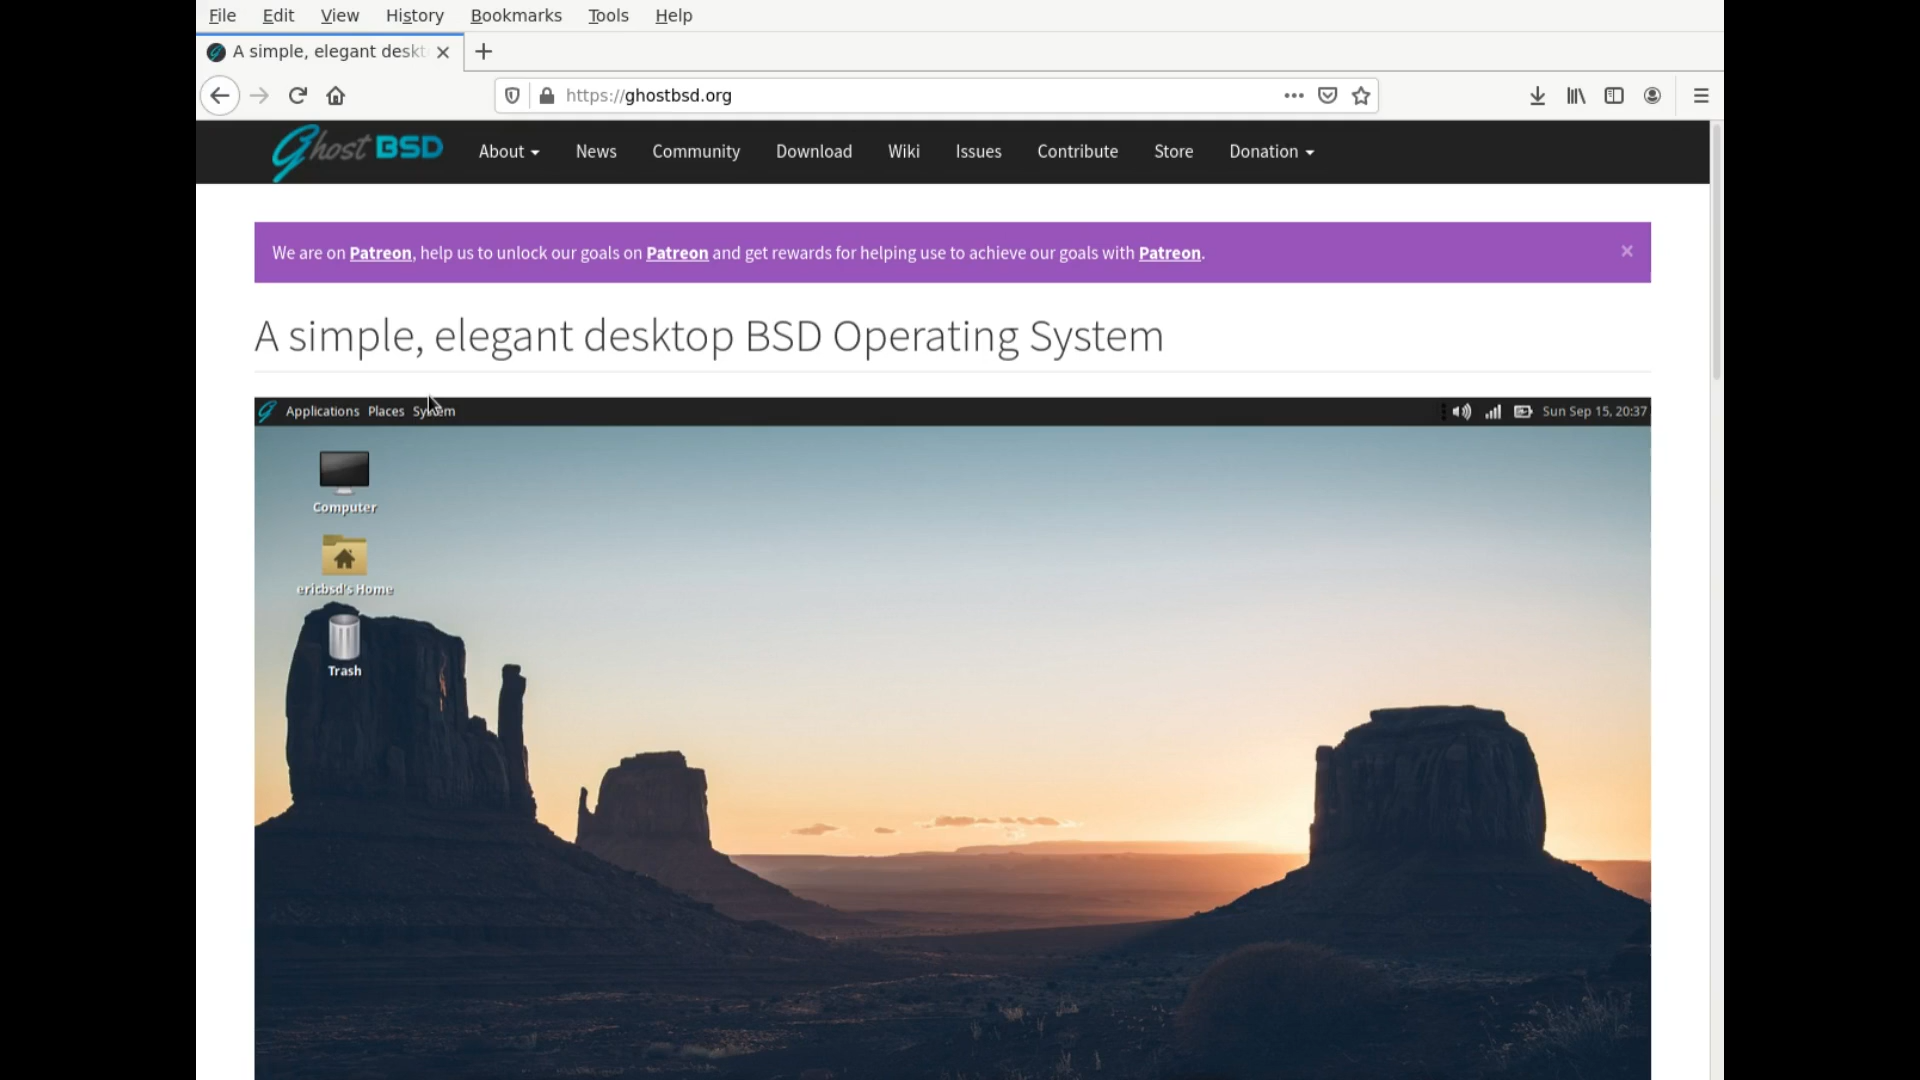 File Edit View History Bookmarks Tools Help
A simple, elegant deskt
https://ghostbsd.org
Ghost BSD About News Community Download Wiki Issues Contribute Store Donation
We are on Patreon, help us to unlock our goals on Patreon and get rewards for helping use to achieve our goals with Patreon.
A simple, elegant desktop BSD Operating System
Applications Places System Sun Sep 15, 20:37
Computer
ericbsd's Home
Trash